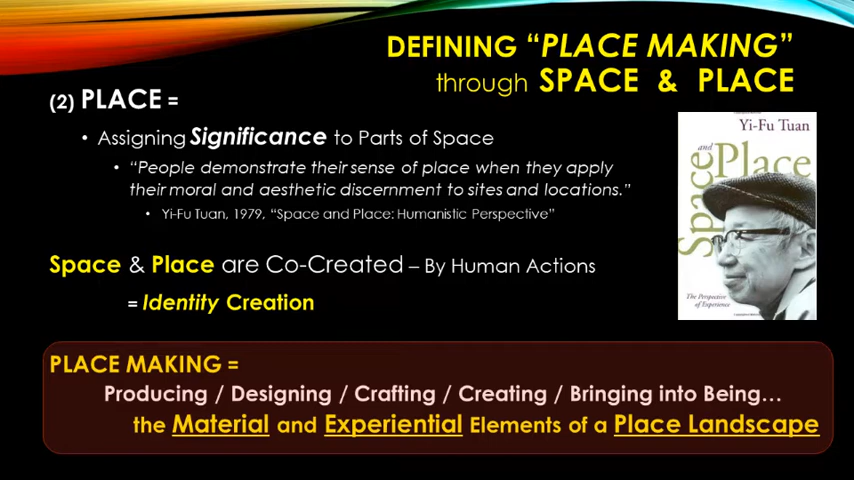 DEFINING “PLACE MAKING”
through SPACE & PLACE
(2) PLACE =
• Assigning Significance to Parts of Space
• “People demonstrate their sense of place when they apply
their moral and aesthetic discernment to sites and locations.”
• Yi-Fu Tuan, 1979, “Space and Place: Humanistic Perspective”
Yi-Fu Tuan
Space
and
Place
The Perspective
of Experience
Space & Place are Co-Created – By Human Actions
= Identity Creation
PLACE MAKING =
Producing / Designing / Crafting / Creating / Bringing into Being…
the Material and Experiential Elements of a Place Landscape